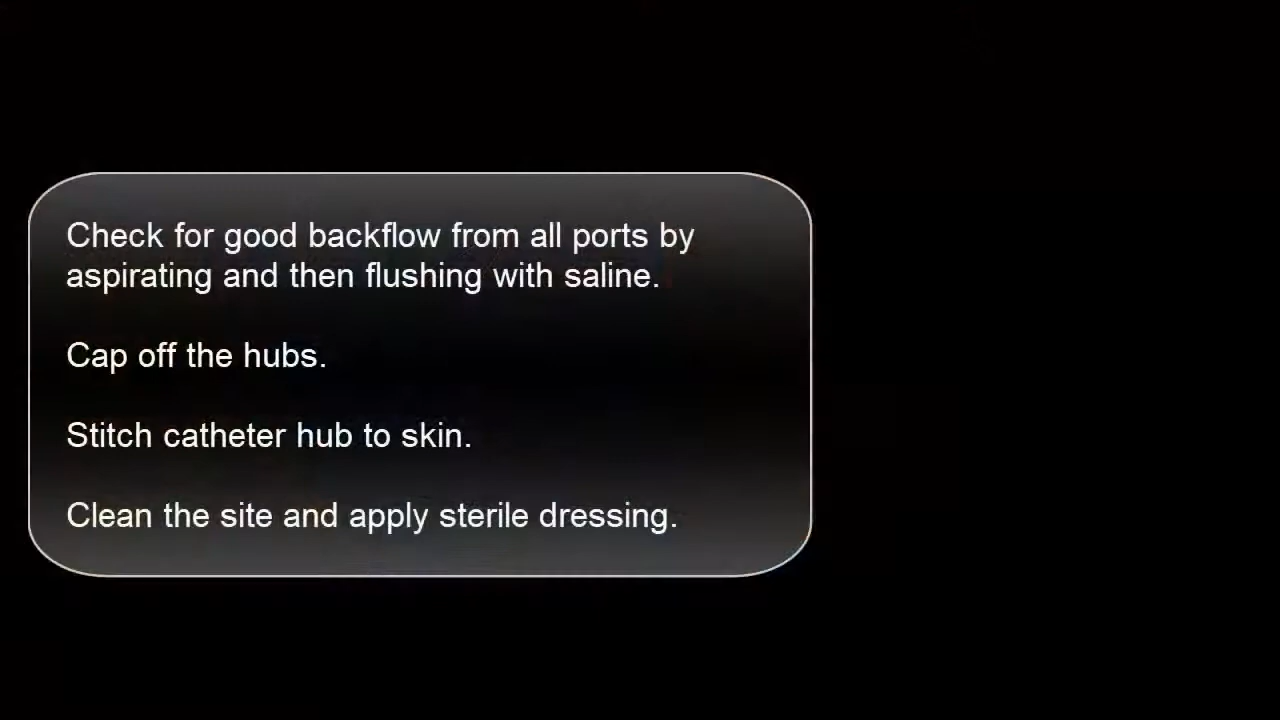 Check for good backflow from all ports by
aspirating and then flushing with saline.
Cap off the hubs.
Stitch catheter hub to skin.
Clean the site and apply sterile dressing.